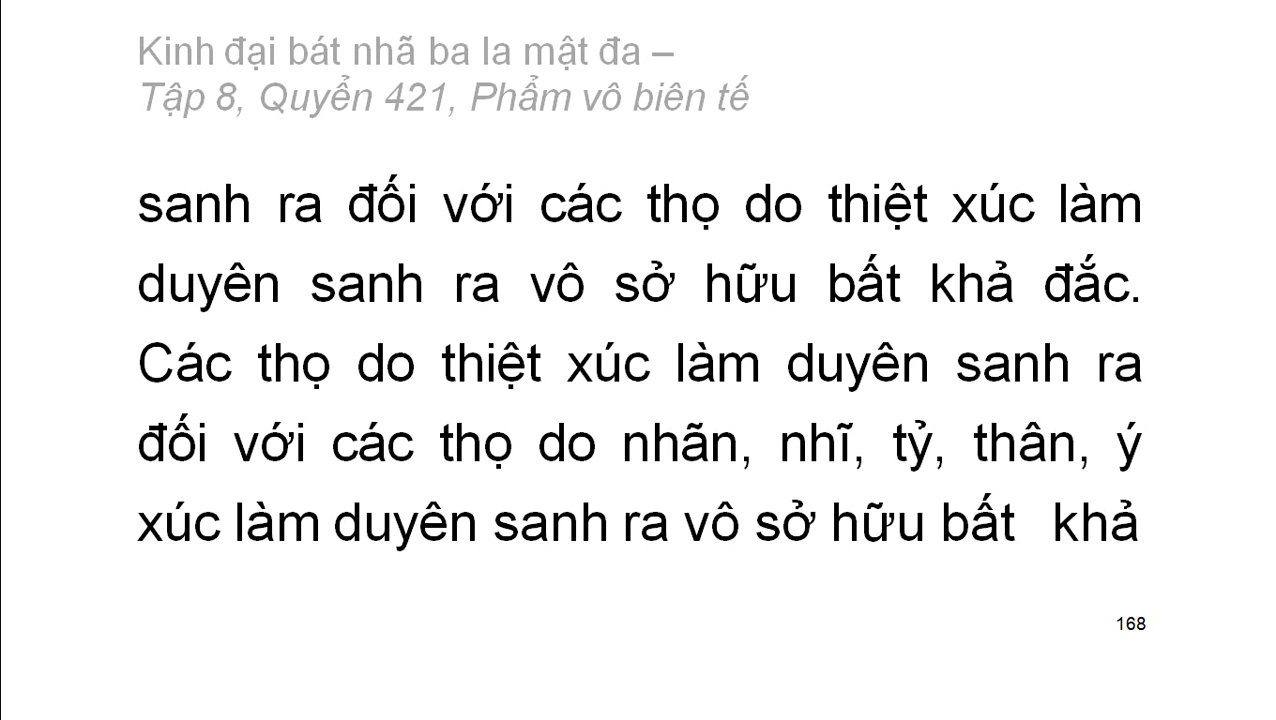 Kinh đại bát nhã ba la mật đa –
Tập 8, Quyển 421, Phẩm vô biên tế
sanh ra đối với các thọ do thiệt xúc làm
duyên sanh ra vô sở hữu bất khả đắc.
Các thọ do thiệt xúc làm duyên sanh ra
đối với các thọ do nhãn, nhĩ, tỷ, thân, ý
xúc làm duyên sanh ra vô sở hữu bất khả
168